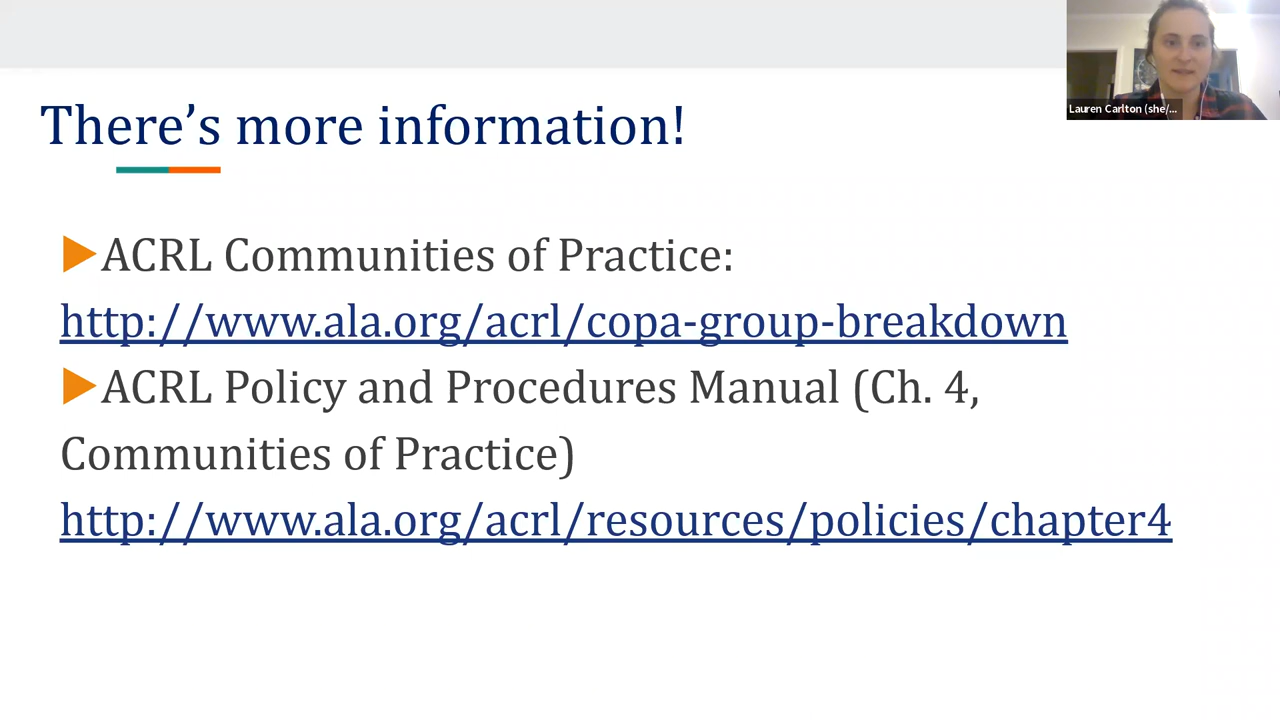 There's more information!
Lauren Carlton (she/...
ACRL Communities of Practice:
http://www.ala.org/acrl/copa-group-breakdown
ACRL Policy and Procedures Manual (Ch. 4,
Communities of Practice)
http://www.ala.org/acrl/resources/policies/chapter4